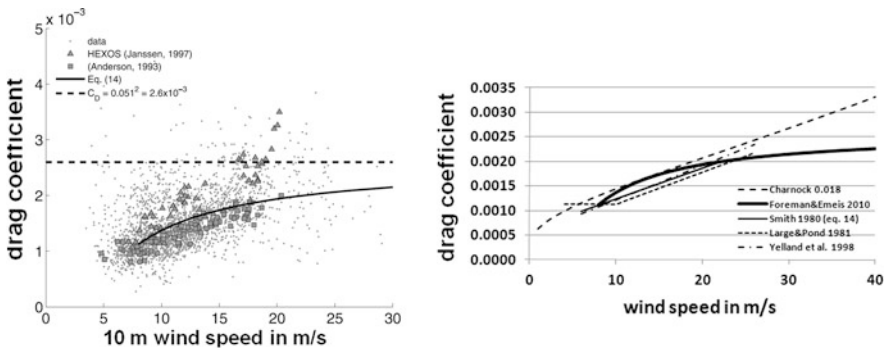 × 10⁻³
5
4
3
2
1
0
drag coefficient
data
HEXOS (Janssen, 1997)
(Anderson, 1993)
Eq. (14)
C_D = 0.051² = 2.6x10⁻³
0 5 10 15 20 25 30
10 m wind speed in m/s
drag coefficient
0.0035
0.0030
0.0025
0.0020
0.0015
0.0010
0.0005
0.0000
Charnock 0.018
Foreman&Emeis 2010
Smith 1980 (eq. 14)
Large&Pond 1981
Yelland et al. 1998
0 10 20 30 40
wind speed in m/s